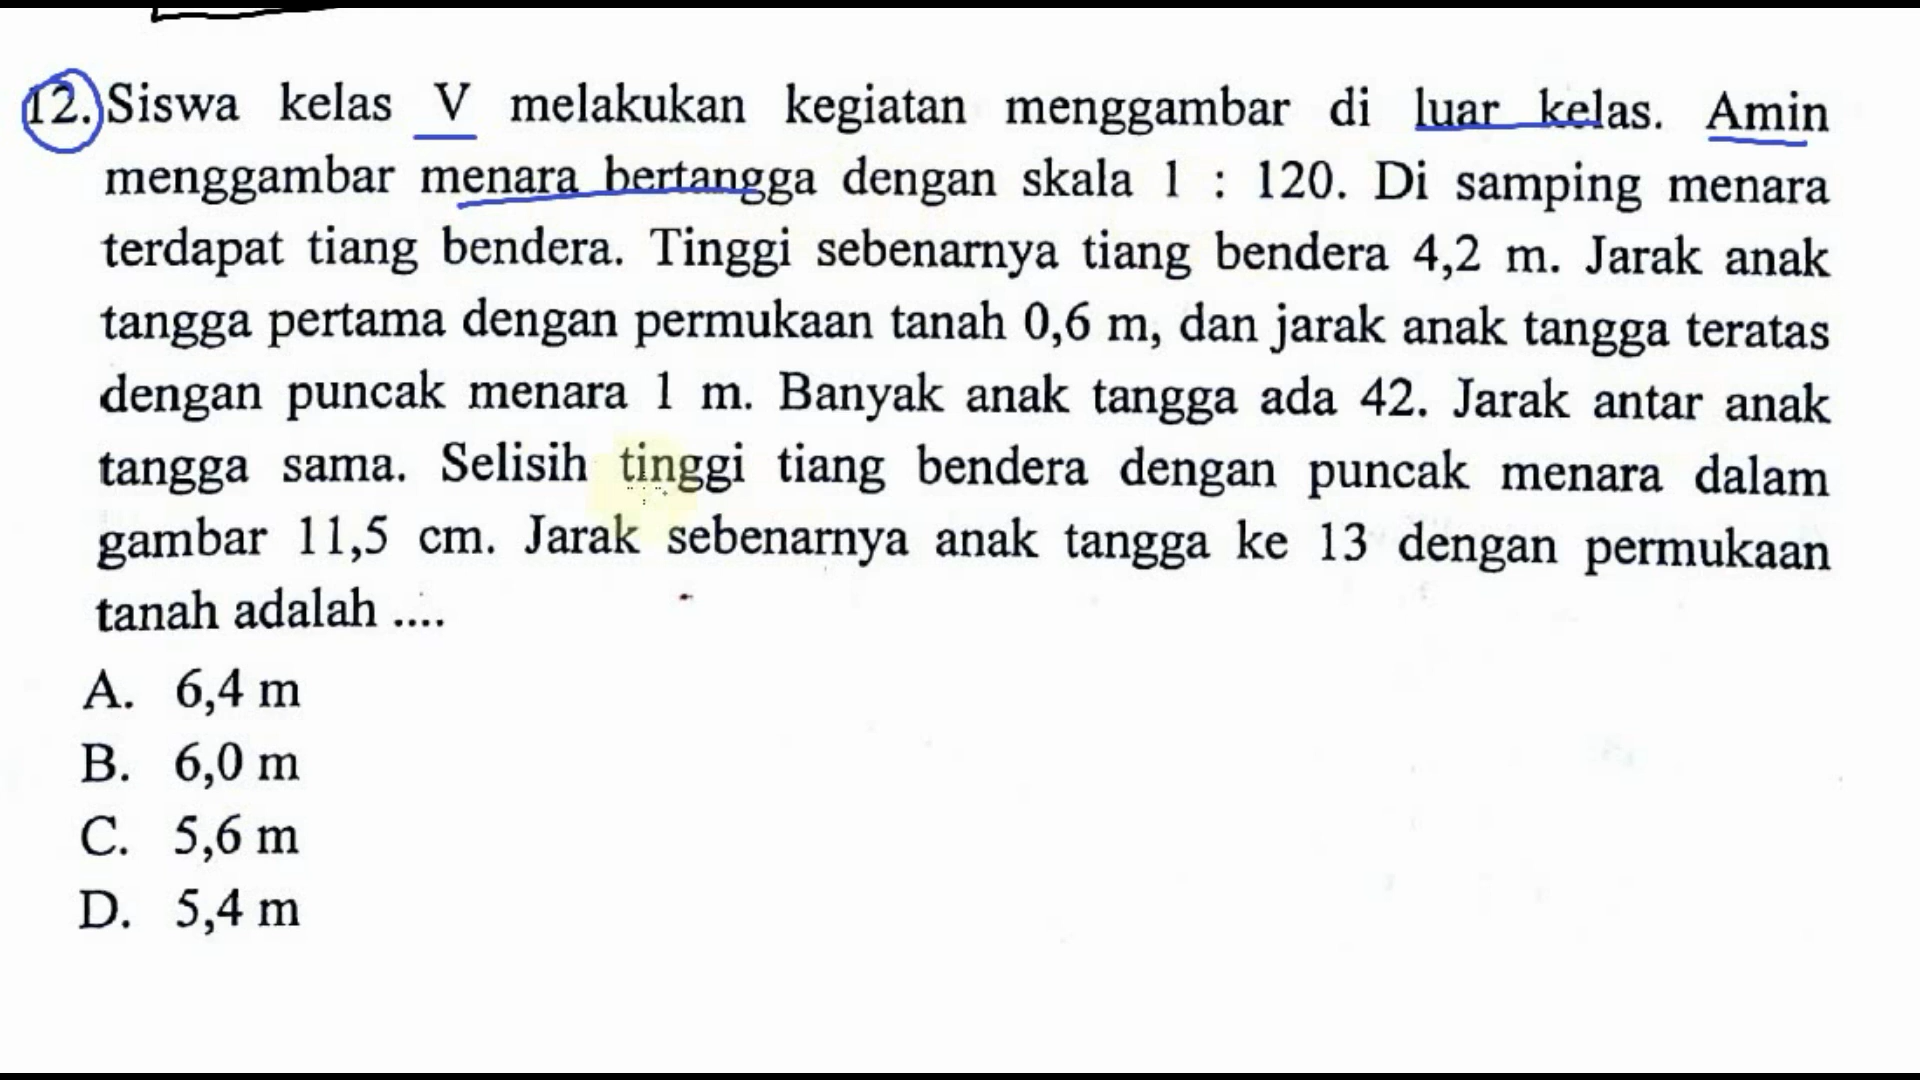 12. Siswa kelas V melakukan kegiatan menggambar di luar kelas. Amin
menggambar menara bertangga dengan skala 1 : 120. Di samping menara
terdapat tiang bendera. Tinggi sebenarnya tiang bendera 4,2 m. Jarak anak
tangga pertama dengan permukaan tanah 0,6 m, dan jarak anak tangga teratas
dengan puncak menara 1 m. Banyak anak tangga ada 42. Jarak antar anak
tangga sama. Selisih tinggi tiang bendera dengan puncak menara dalam
gambar 11,5 cm. Jarak sebenarnya anak tangga ke 13 dengan permukaan
tanah adalah ....
A. 6,4 m
B. 6,0 m
C. 5,6 m
D. 5,4 m